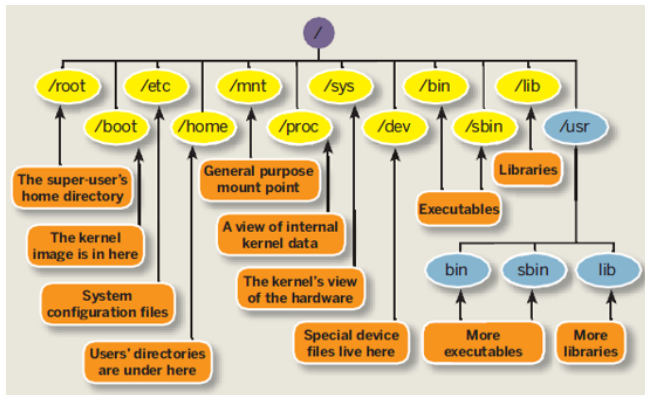 /
/root
/etc
/mnt
/sys
/bin
/lib
/boot
/home
/proc
/dev
/sbin
/usr
The super-user's
home directory
General purpose
mount point
Libraries
Executables
The kernel
image is in here
A view of internal
kernel data
bin
sbin
lib
System
configuration files
The kernel's view
of the hardware
Users' directories
are under here
Special device
files live here
More
executables
More
libraries